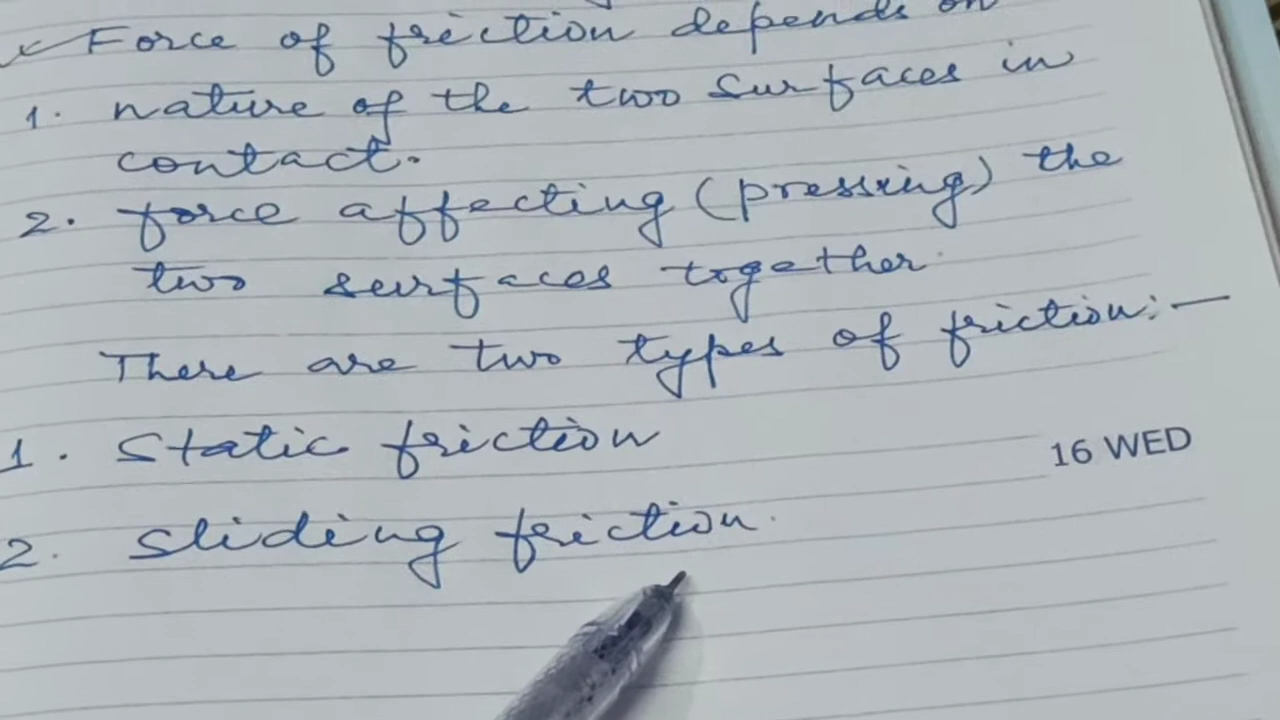 Force of friction depends on
1. nature of the two surfaces in
contact.
2. force affecting (pressing) the
two surfaces together.
There are two types of friction:—
1. Static friction
16 WED
2. Sliding friction.